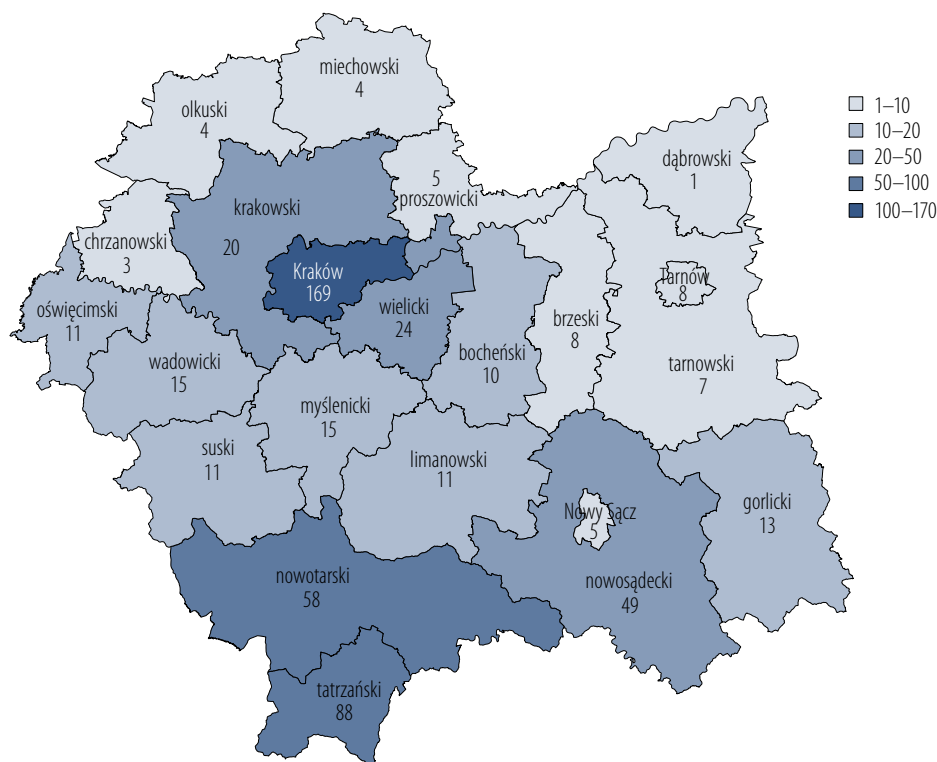 miechowski
4
olkuski
4
1–10
10–20
20–50
50–100
100–170
dąbrowski
1
5
proszowicki
krakowski
20
chrzanowski
3
Kraków
169
Tarnów
8
oświęcimski
11
wielicki
24
brzeski
8
bocheński
10
wadowicki
15
tarnowski
7
myślenicki
15
suski
11
limanowski
11
gorlicki
13
Nowy Sącz
5
nowotarski
58
nowosądecki
49
tatrzański
88